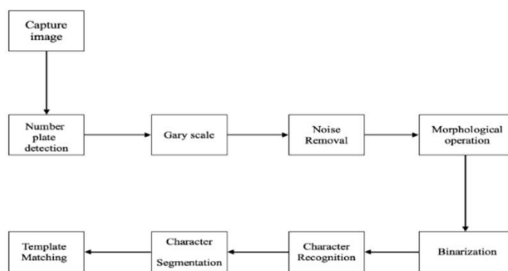 Capture
image
Number
plate
detection
Gary scale
Noise
Removal
Morphological
operation
Binarization
Character
Recognition
Character
Segmentation
Template
Matching